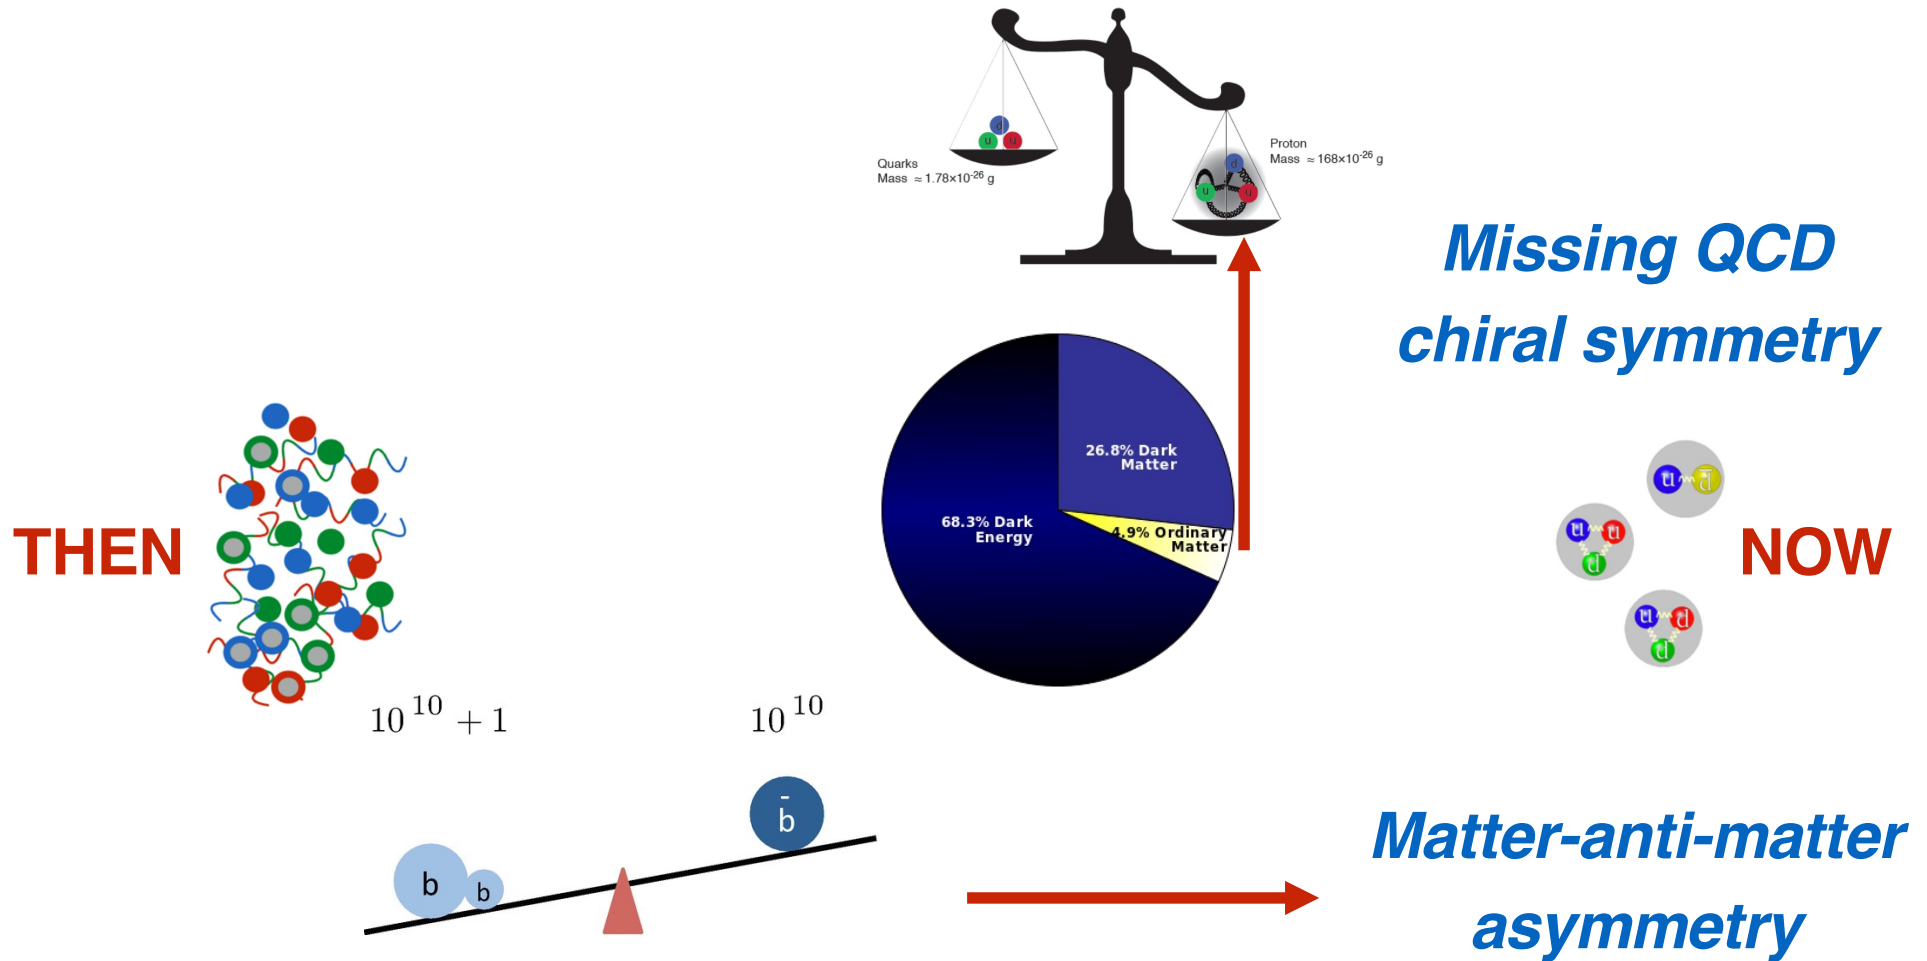 Quarks
Mass ≈ 1.78×10⁻²⁶ g
d
u u
Proton
Mass ≈ 168×10⁻²⁶ g
d
u u
Missing QCD
chiral symmetry
26.8% Dark
Matter
68.3% Dark
Energy
4.9% Ordinary
Matter
THEN
NOW
u d̅
u u
d
u d
d
10¹⁰ + 1
10¹⁰
b b
b̄
Matter-anti-matter
asymmetry